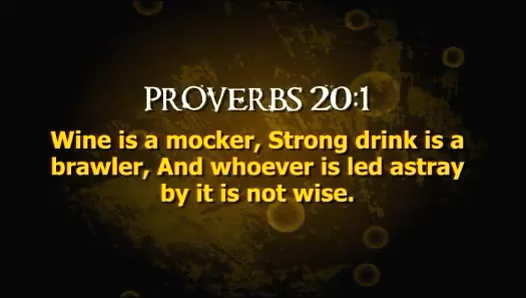 PROVERBS 20:1
Wine is a mocker, Strong drink is a
brawler, And whoever is led astray
by it is not wise.